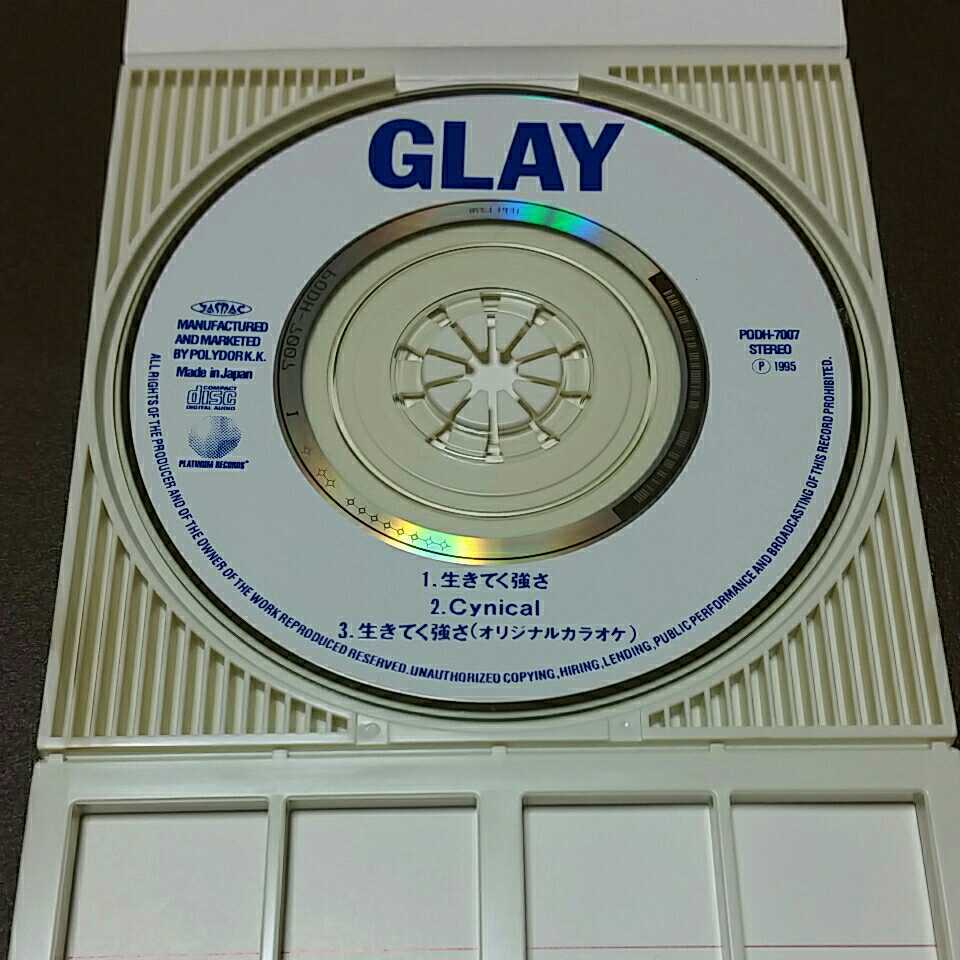 GLAY
JASRAC
MANUFACTURED
AND MARKETED
BY POLYDOR K.K.
Made in Japan
COMPACT
disc
DIGITAL AUDIO
PLATINUM RECORDS
PODH-7007
STEREO
Ⓟ 1995
PODH-7007 1
1.生きてく強さ
2.Cynical
3.生きてく強さ(オリジナルカラオケ)
ALL RIGHTS OF THE PRODUCER AND OF THE OWNER OF THE WORK REPRODUCED RESERVED. UNAUTHORIZED COPYING, HIRING, LENDING, PUBLIC PERFORMANCE AND BROADCASTING OF THIS RECORD PROHIBITED.